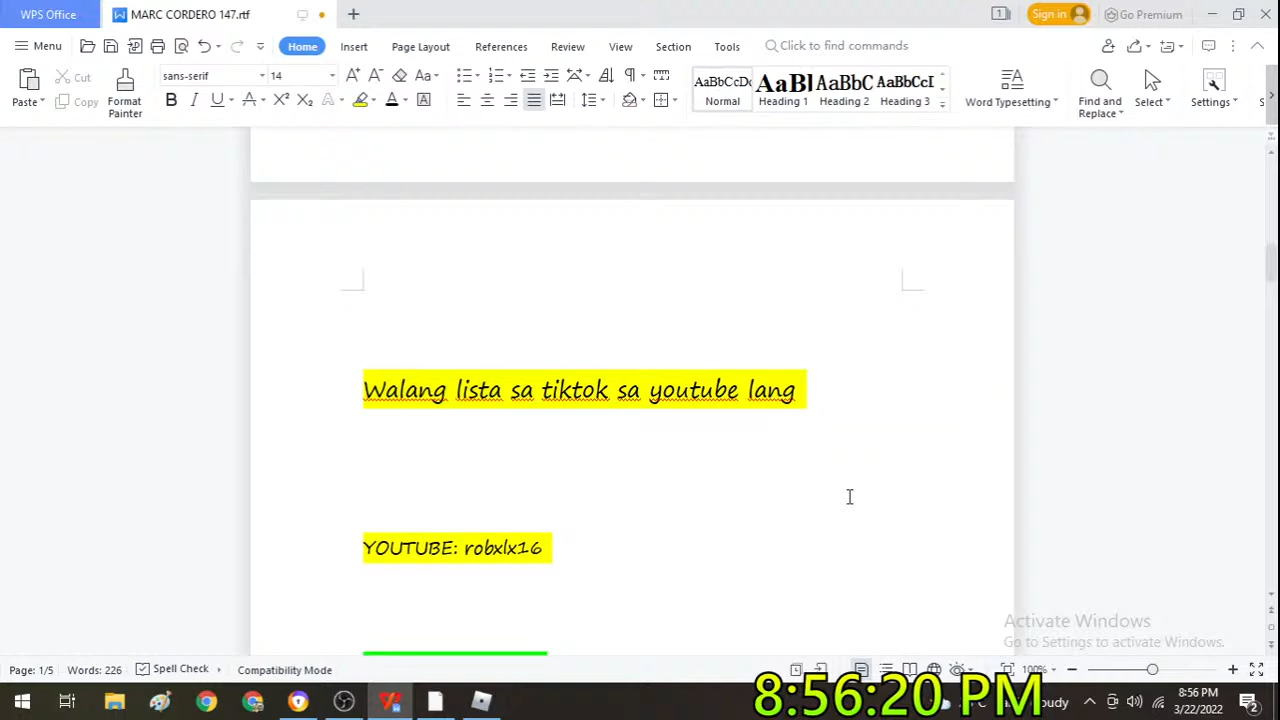 WPS Office
MARC CORDERO 147.rtf
Sign in
Go Premium
Menu
Home
Insert
Page Layout
References
Review
View
Section
Tools
Click to find commands
Paste
Cut
Copy
Format Painter
sans-serif
14
AaBbCcDc
Normal
AaBl
Heading 1
AaBbC
Heading 2
AaBbCcI
Heading 3
Word Typesetting
Find and Replace
Select
Settings
Walang lista sa tiktok sa youtube lang
YOUTUBE: robxlx16
Activate Windows
Go to Settings to activate Windows.
Page: 1/5
Words: 226
Spell Check
Compatibility Mode
100%
8:56:20 PM
8:56 PM
3/22/2022